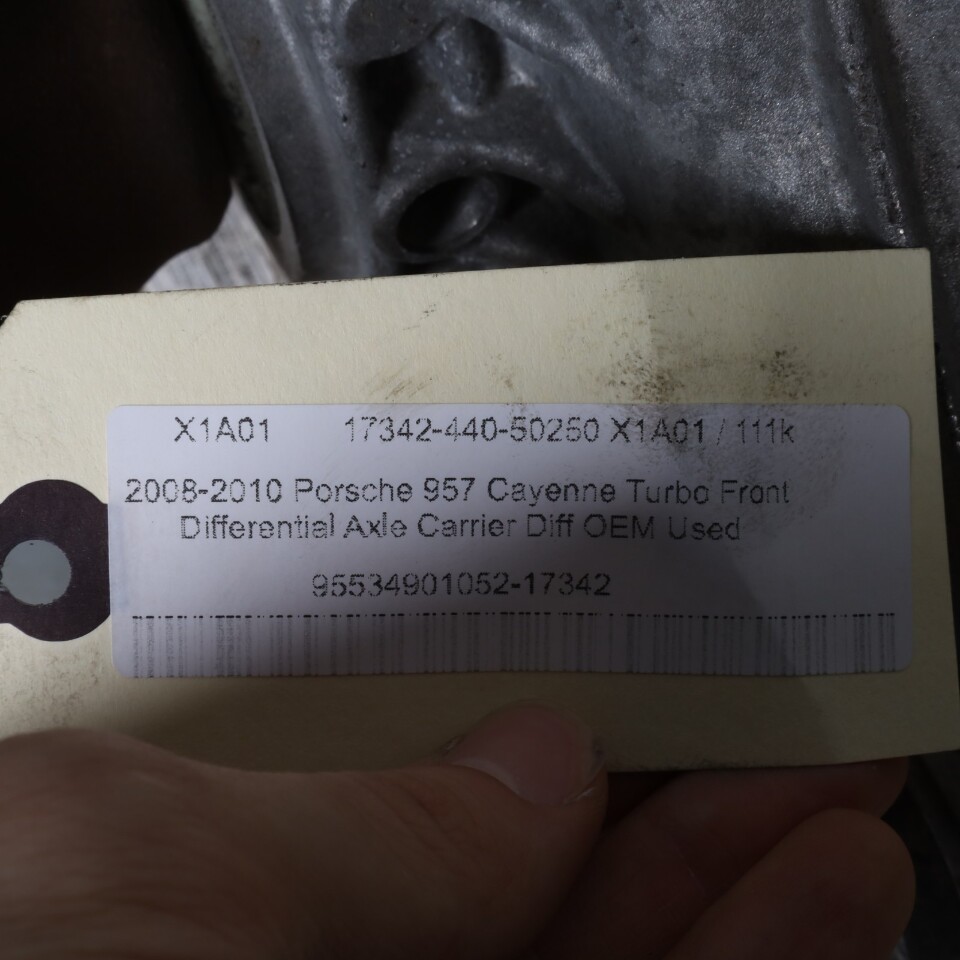 X1A01 17342-440-50250 X1A01 / 111k
2008-2010 Porsche 957 Cayenne Turbo Front
Differential Axle Carrier Diff OEM Used
95534901052-17342